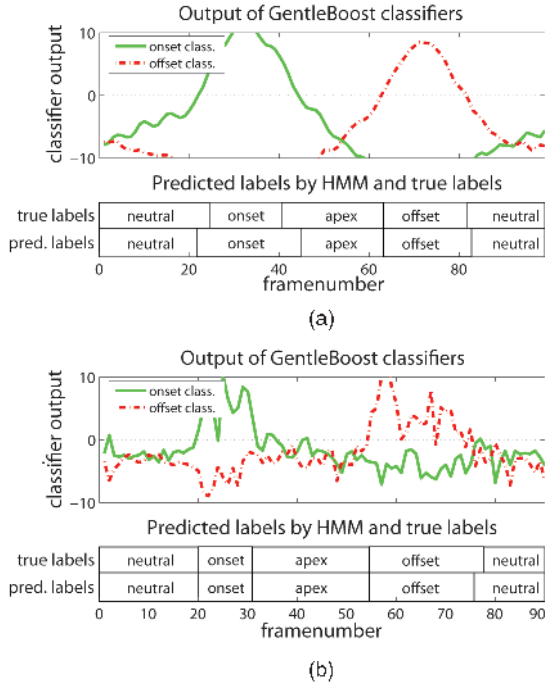 Output of GentleBoost classifiers
10
onset class.
offset class.
0
−10
classifier output
Predicted labels by HMM and true labels
true labels neutral onset apex offset neutral
pred. labels neutral onset apex offset neutral
0 20 40 60 80
framenumber
(a)
Output of GentleBoost classifiers
10
onset class.
offset class.
0
−10
classifier output
Predicted labels by HMM and true labels
true labels neutral onset apex offset neutral
pred. labels neutral onset apex offset neutral
0 10 20 30 40 50 60 70 80 90
framenumber
(b)